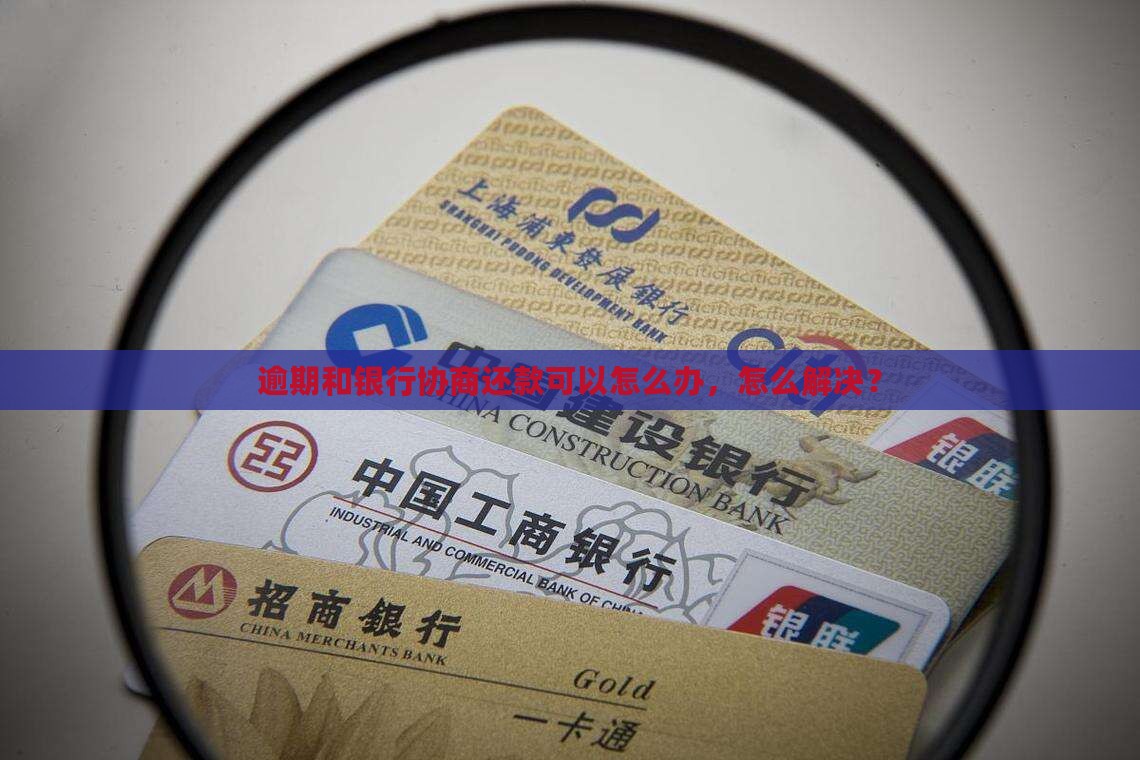 上海浦東發展銀行
SHANGHAI PUDONG DEVELOPMENT BANK
逾期和银行协商还款可以怎么办，怎么解决？
中国建设银行
CHINA CONSTRUCTION BANK
银联
中国工商银行
INDUSTRIAL AND COMMERCIAL BANK OF CHINA
银联
招商銀行
CHINA MERCHANTS BANK
Gold
一卡通